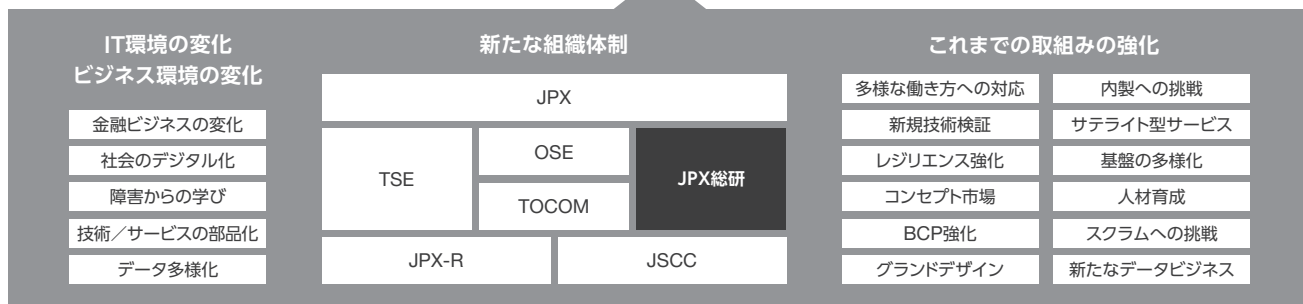 IT環境の変化
ビジネス環境の変化
金融ビジネスの変化
社会のデジタル化
障害からの学び
技術／サービスの部品化
データ多様化
新たな組織体制
JPX
TSE
OSE
TOCOM
JPX総研
JPX-R
JSCC
これまでの取組みの強化
多様な働き方への対応
内製への挑戦
新規技術検証
サテライト型サービス
レジリエンス強化
基盤の多様化
コンセプト市場
人材育成
BCP強化
スクラムへの挑戦
グランドデザイン
新たなデータビジネス